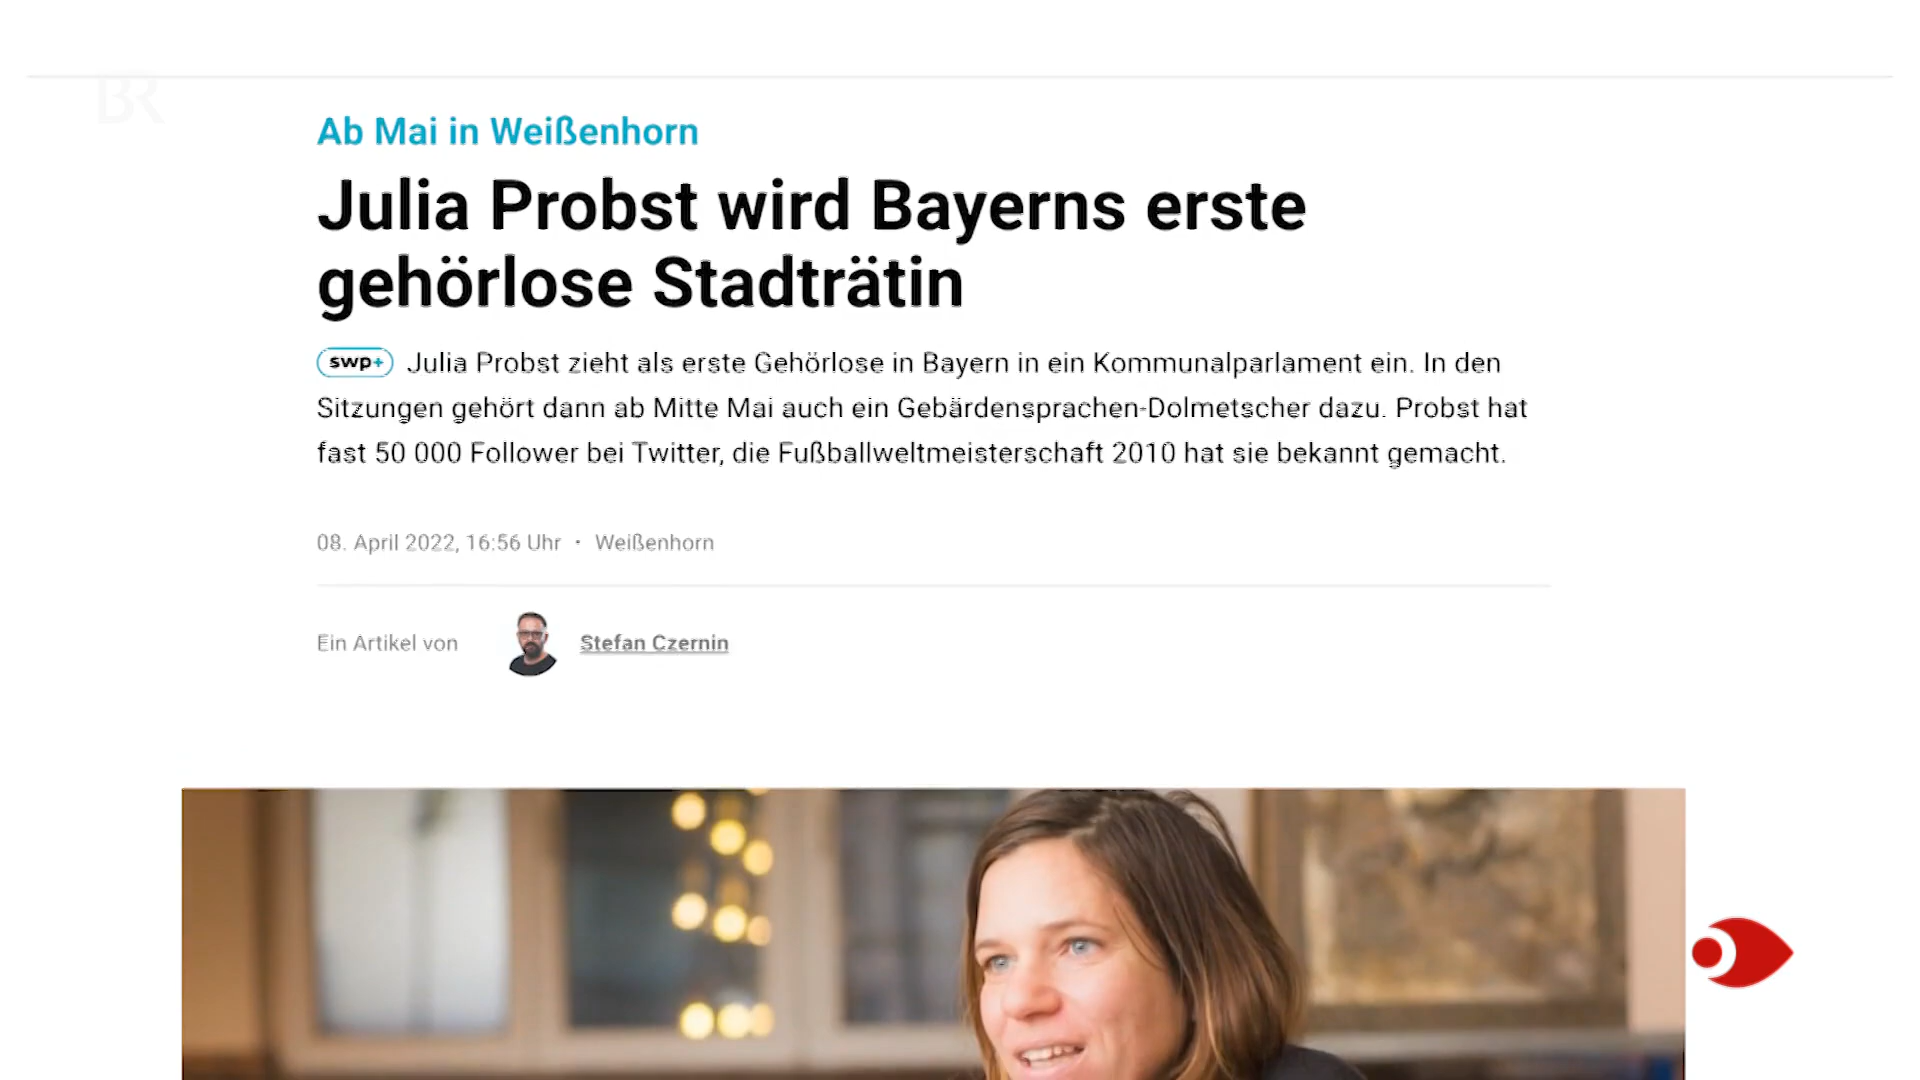 BR
Ab Mai in Weißenhorn
Julia Probst wird Bayerns erste
gehörlose Stadträtin
swp+ Julia Probst zieht als erste Gehörlose in Bayern in ein Kommunalparlament ein. In den
Sitzungen gehört dann ab Mitte Mai auch ein Gebärdensprachen-Dolmetscher dazu. Probst hat
fast 50 000 Follower bei Twitter, die Fußballweltmeisterschaft 2010 hat sie bekannt gemacht.
08. April 2022, 16:56 Uhr • Weißenhorn
Ein Artikel von Stefan Czernin